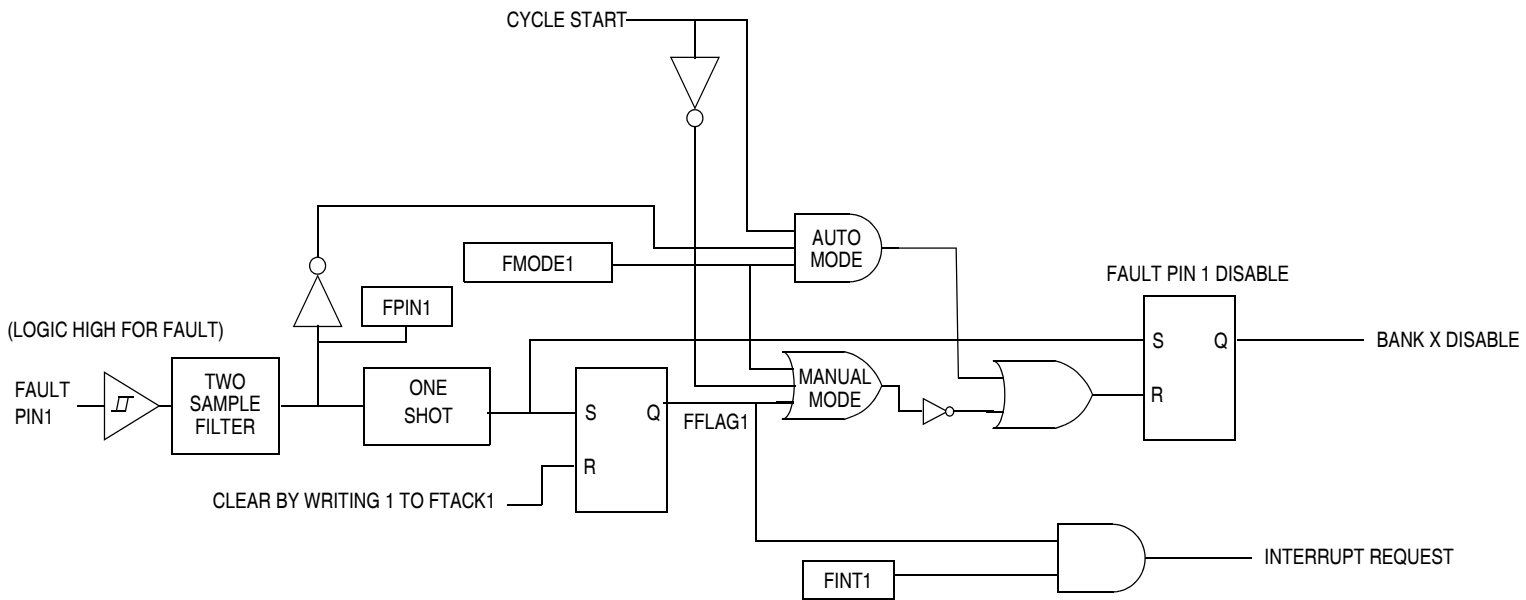 CYCLE START
AUTO
MODE
FMODE1
FAULT PIN 1 DISABLE
FPIN1
(LOGIC HIGH FOR FAULT)
S
Q
BANK X DISABLE
FAULT
PIN1
TWO
SAMPLE
FILTER
ONE
SHOT
MANUAL
MODE
R
S
Q
FFLAG1
R
CLEAR BY WRITING 1 TO FTACK1
INTERRUPT REQUEST
FINT1